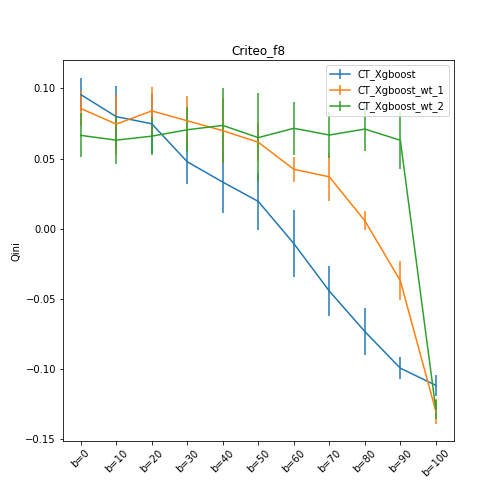 Criteo_f8
CT_Xgboost
CT_Xgboost_wt_1
CT_Xgboost_wt_2
Qini
0.10
0.05
0.00
−0.05
−0.10
−0.15
b=0
b=10
b=20
b=30
b=40
b=50
b=60
b=70
b=80
b=90
b=100